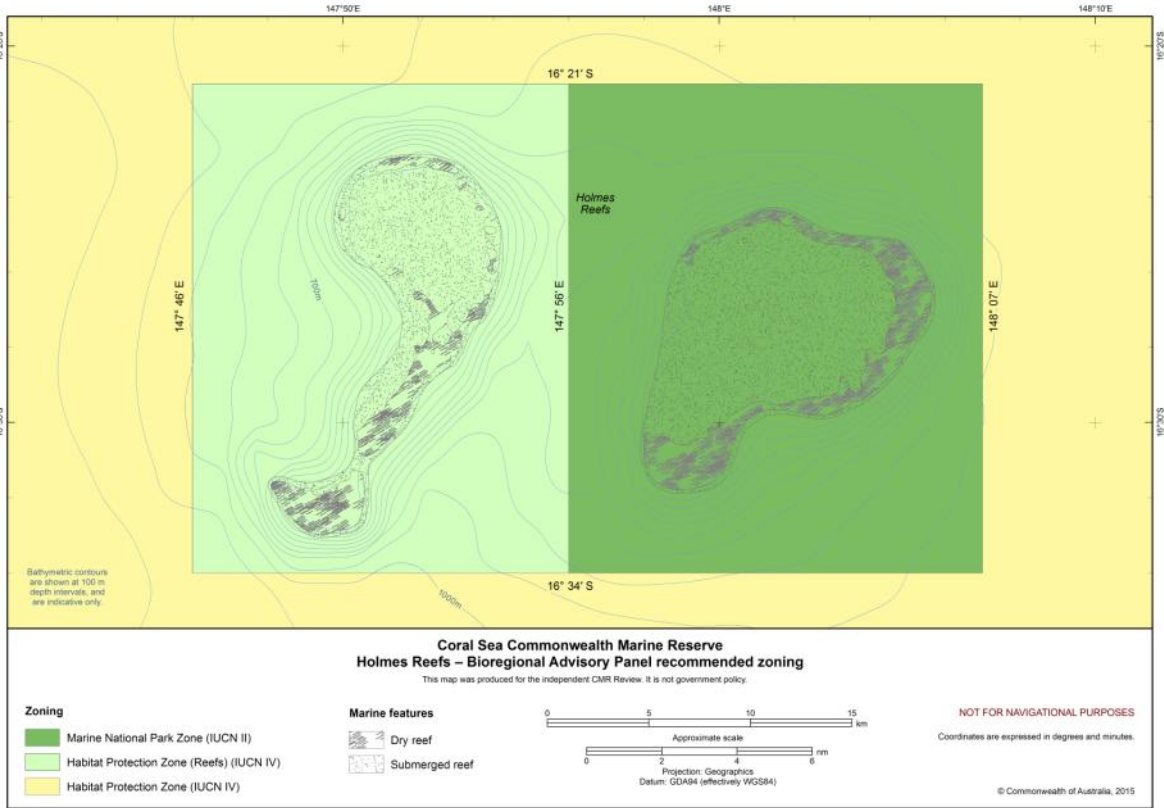 147°50'E
148°E
148°10'E
16°20'S
16° 21' S
Holmes
Reefs
700m
147° 46' E
147° 56' E
148° 07' E
16°30'S
16° 34' S
1000m
Bathymetric contours
are shown at 100 m
depth intervals, and
are indicative only.
Coral Sea Commonwealth Marine Reserve
Holmes Reefs – Bioregional Advisory Panel recommended zoning
This map was produced for the independent CMR Review. It is not government policy.
Zoning
Marine National Park Zone (IUCN II)
Habitat Protection Zone (Reefs) (IUCN IV)
Habitat Protection Zone (IUCN IV)
Marine features
Dry reef
Submerged reef
0 5 10 15
km
Approximate scale
0 2 4 6
nm
Projection: Geographics
Datum: GDA94 (effectively WGS84)
NOT FOR NAVIGATIONAL PURPOSES
Coordinates are expressed in degrees and minutes.
© Commonwealth of Australia, 2015